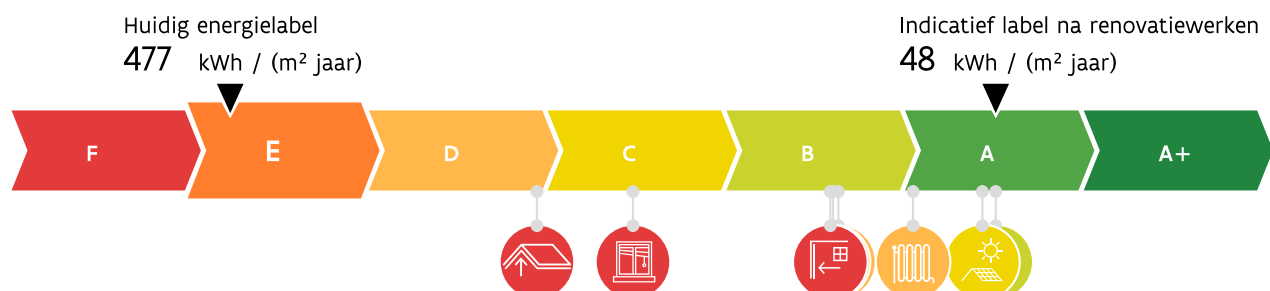 Huidig energielabel
477 kWh / (m² jaar)
Indicatief label na renovatiewerken
48 kWh / (m² jaar)
F E D C B A A+